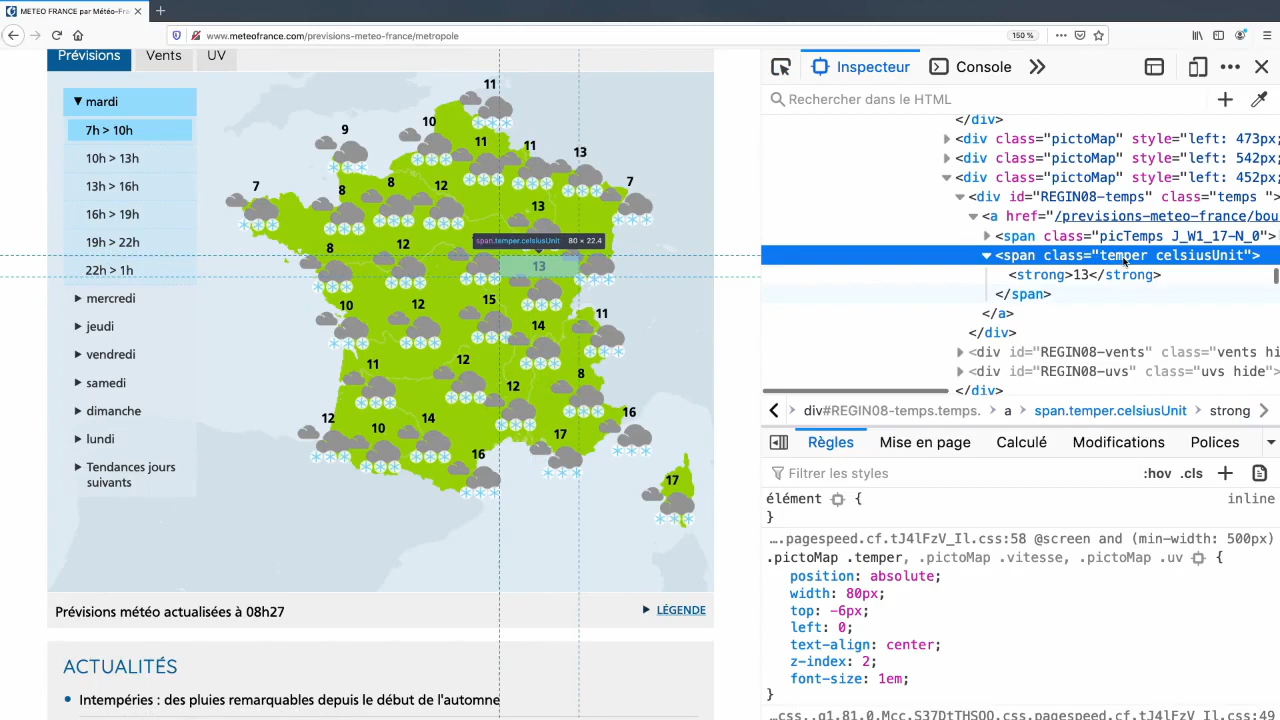 METEO FRANCE par Météo-Fra
www.meteofrance.com/previsions-meteo-france/metropole
150 %
Prévisions
Vents
UV
mardi
7h > 10h
10h > 13h
13h > 16h
16h > 19h
19h > 22h
22h > 1h
mercredi
jeudi
vendredi
samedi
dimanche
lundi
Tendances jours
suivants
11
10
9
11
11
13
7
7
8
8
12
13
8
12
span.temper.celsiusUnit 80 × 22.4
13
10
12
15
14
11
11
12
12
8
12
10
14
16
17
16
17
Prévisions météo actualisées à 08h27
LÉGENDE
ACTUALITÉS
Intempéries : des pluies remarquables depuis le début de l'automne
Inspecteur
Console
Rechercher dans le HTML
</div>
<div class="pictoMap" style="left: 473px;
<div class="pictoMap" style="left: 542px;
<div class="pictoMap" style="left: 452px;
<div id="REGIN08-temps" class="temps ">
<a href="/previsions-meteo-france/bou
<span class="picTemps J_W1_17-N_0">
<span class="temper celsiusUnit">
<strong>13</strong>
</span>
</a>
</div>
<div id="REGIN08-vents" class="vents hi
<div id="REGIN08-uvs" class="uvs hide">
</div>
div#REGIN08-temps.temps.
a
span.temper.celsiusUnit
strong
Règles
Mise en page
Calculé
Modifications
Polices
Filtrer les styles
:hov
.cls
élément {
inline
}
….pagespeed.cf.tJ4lFzV_Il.css:58 @screen and (min-width: 500px)
.pictoMap .temper, .pictoMap .vitesse, .pictoMap .uv {
position: absolute;
width: 80px;
top: -6px;
left: 0;
text-align: center;
z-index: 2;
font-size: 1em;
}